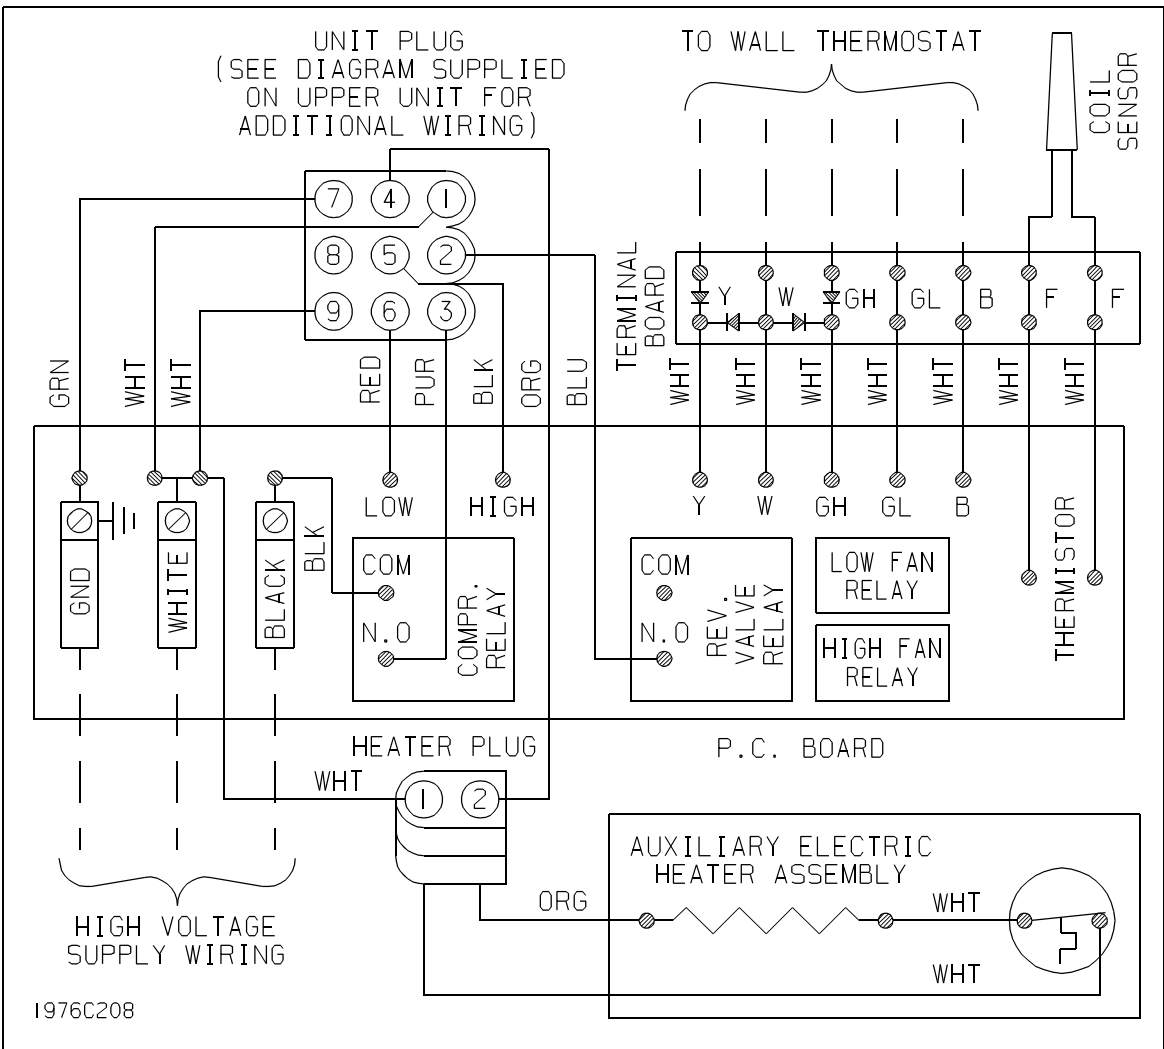 UNIT PLUG
(SEE DIAGRAM SUPPLIED
ON UPPER UNIT FOR
ADDITIONAL WIRING)
TO WALL THERMOSTAT
COIL
SENSOR
7 4 1
8 5 2
9 6 3
TERMINAL
BOARD
Y W GH GL B F F
GRN
WHT
WHT
RED
PUR
BLK
ORG
BLU
WHT
WHT
WHT
WHT
WHT
WHT
WHT
LOW
HIGH
Y W GH GL B
THERMISTOR
GND
WHITE
BLACK
BLK
COM
N.O
COMPR.
RELAY
COM
N.O
REV.
VALVE
RELAY
LOW FAN
RELAY
HIGH FAN
RELAY
P.C. BOARD
HEATER PLUG
WHT
1 2
HIGH VOLTAGE
SUPPLY WIRING
AUXILIARY ELECTRIC
HEATER ASSEMBLY
ORG
WHT
WHT
1976C208